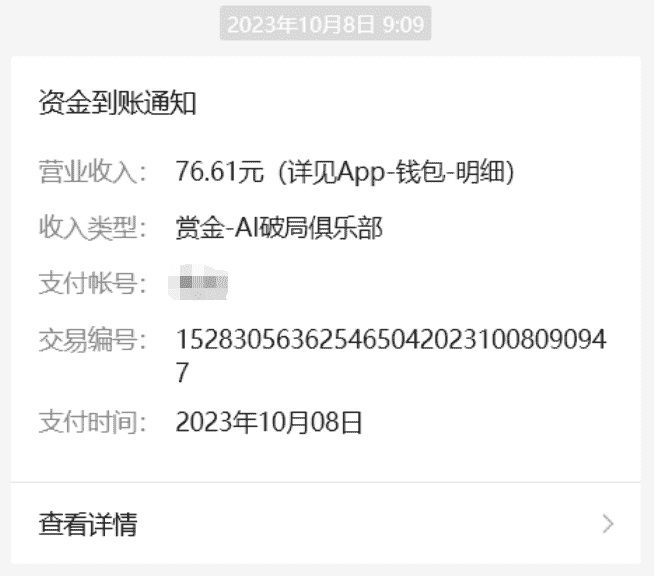 2023年10月8日 9:09
资金到账通知
营业收入: 76.61元 (详见App-钱包-明细)
收入类型: 赏金-AI破局俱乐部
支付帐号:
交易编号: 152830563625465042023100809094
7
支付时间: 2023年10月08日
查看详情